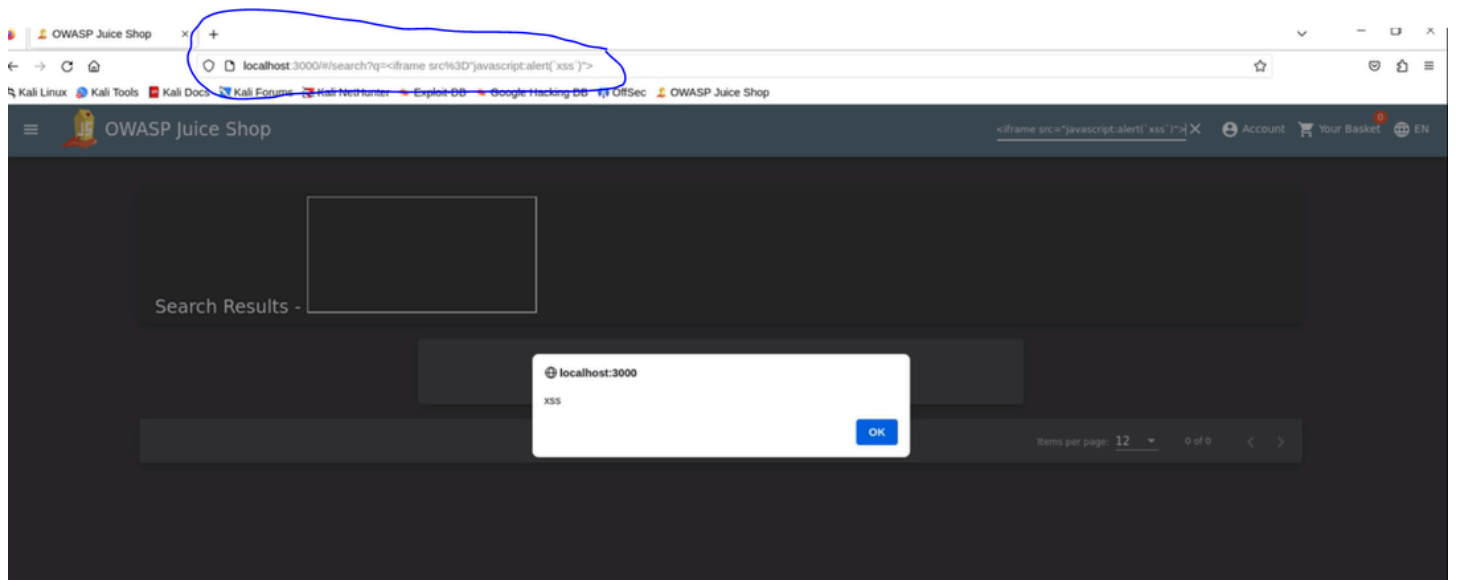 OWASP Juice Shop × +
localhost:3000/#/search?q=<iframe src%3D"javascript:alert(`xss`)">
Kali Linux Kali Tools Kali Docs Kali Forums Kali NetHunter Exploit-DB Google Hacking DB OffSec OWASP Juice Shop
OWASP Juice Shop <iframe src="javascript:alert(`xss`)"> Account Your Basket 0 EN
Search Results -
localhost:3000
xss
OK
Items per page: 12 0 of 0